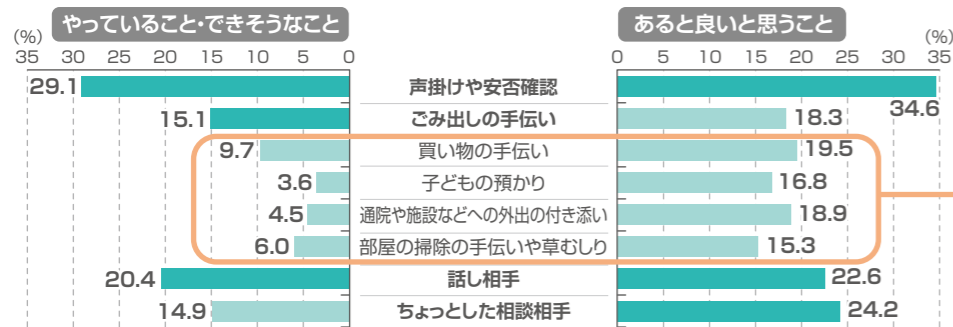 やっていること・できそうなこと あると良いと思うこと
(%) (%)
35 30 25 20 15 10 5 0 0 5 10 15 20 25 30 35
29.1 声掛けや安否確認 34.6
15.1 ごみ出しの手伝い 18.3
9.7 買い物の手伝い 19.5
3.6 子どもの預かり 16.8
4.5 通院や施設などへの外出の付き添い 18.9
6.0 部屋の掃除の手伝いや草むしり 15.3
20.4 話し相手 22.6
14.9 ちょっとした相談相手 24.2